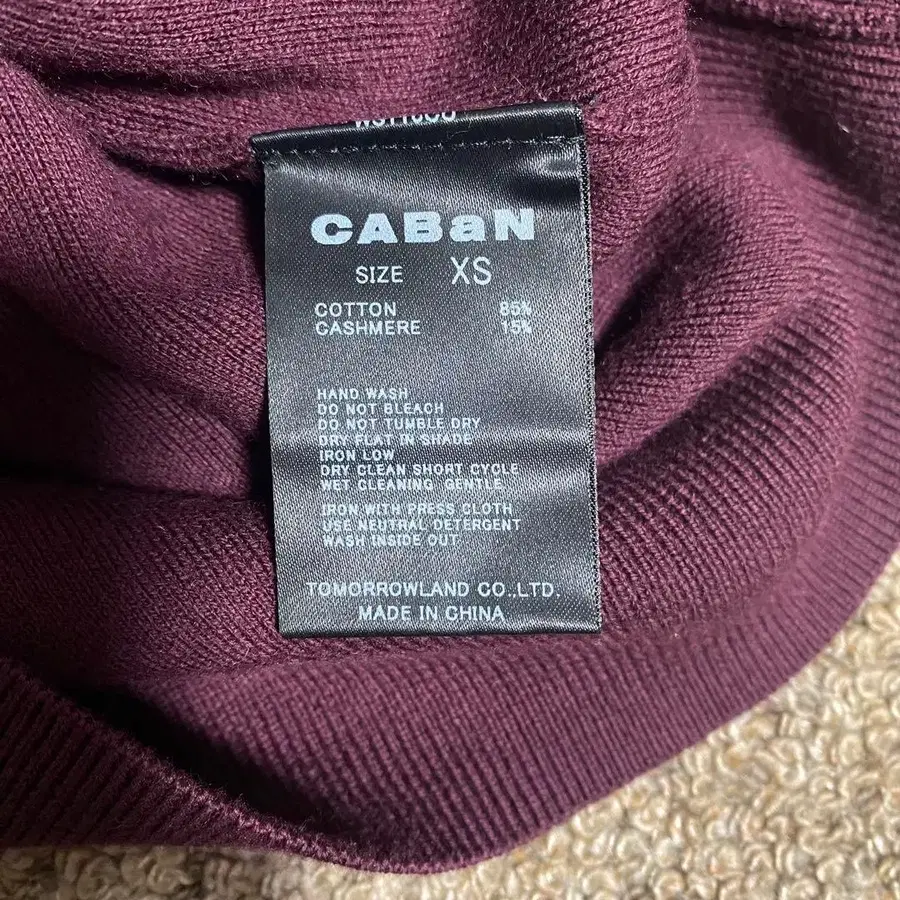 CABaN
SIZE XS
COTTON 85%
CASHMERE 15%
HAND WASH
DO NOT BLEACH
DO NOT TUMBLE DRY
DRY FLAT IN SHADE
IRON LOW
DRY CLEAN SHORT CYCLE
WET CLEANING GENTLE
IRON WITH PRESS CLOTH
USE NEUTRAL DETERGENT
WASH INSIDE OUT
TOMORROWLAND CO.,LTD.
MADE IN CHINA